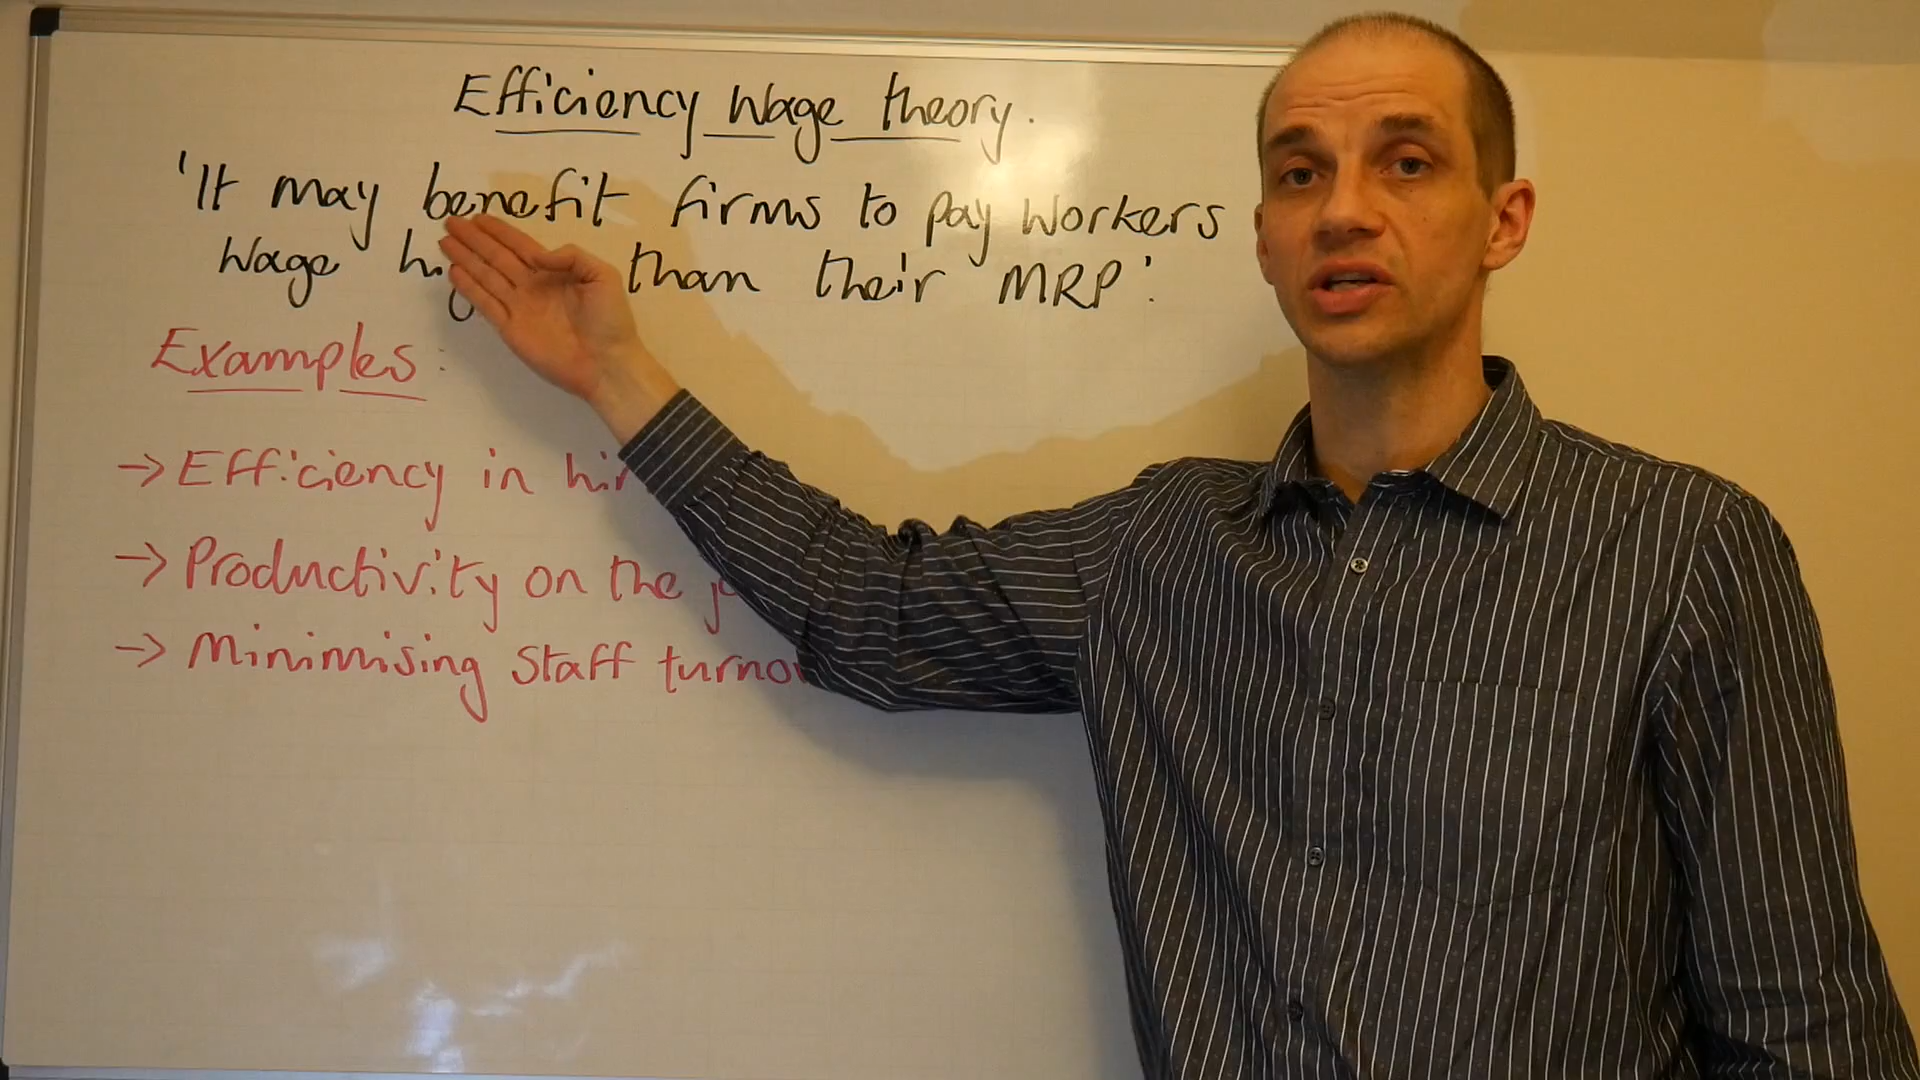 Efficiency Wage theory.
'It may benefit firms to pay workers
Wage than their MRP'.
Examples:
→ Efficiency in
→ Productivity on the
→ Minimising Staff